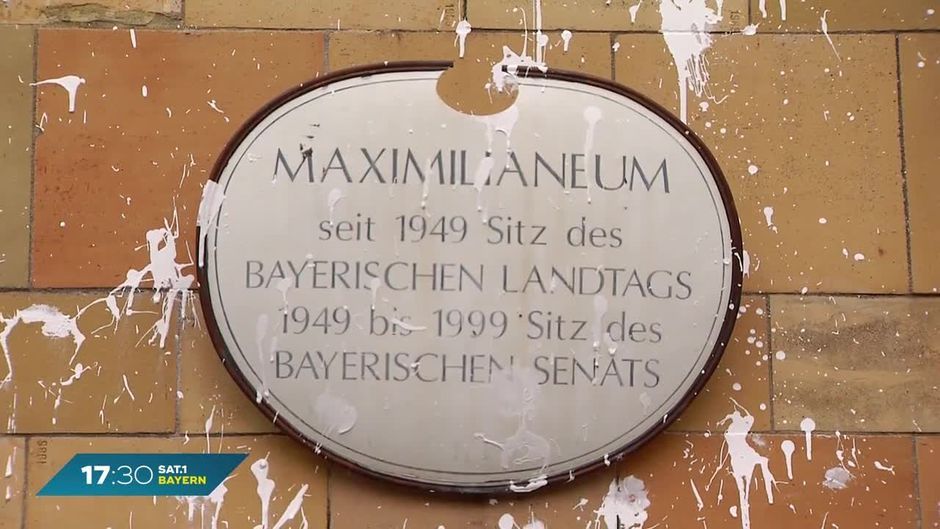 MAXIMILIANEUM
seit 1949 Sitz des
BAYERISCHEN LANDTAGS
1949 bis 1999 Sitz des
BAYERISCHEN SENATS
17:30 SAT.1
BAYERN